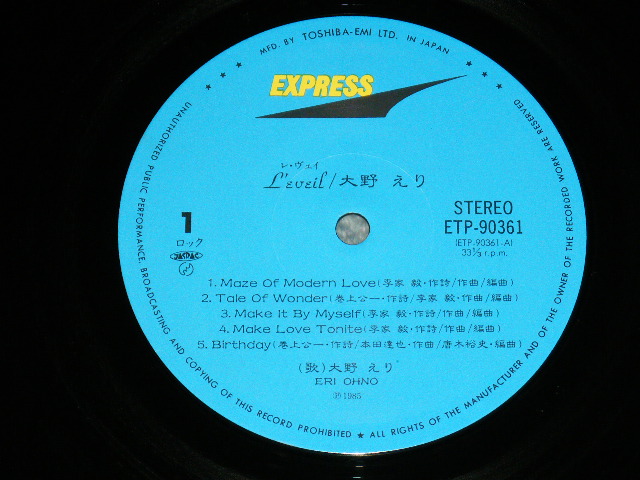 MFD. BY TOSHIBA-EMI LTD. IN JAPAN
EXPRESS
レ・ヴェイ
L'eveil/大野 えり
1
ロック
JASRAC
STEREO
ETP-90361
(ETP-90361-A)
33⅓ r.p.m.
1. Maze Of Modern Love(李家 毅・作詩/作曲/編曲)
2. Tale Of Wonder(巻上公一・作詩/李家 毅・作曲/編曲)
3. Make It By Myself(李家 毅・作詩/作曲/編曲)
4. Make Love Tonite(李家 毅・作詩/作曲/編曲)
5. Birthday(巻上公一・作詩/本田達也・作曲/唐木裕史・編曲)
(歌)大野 えり
ERI OHNO
Ⓟ1985
★ ★ ★ UNAUTHORIZED PUBLIC PERFORMANCE, BROADCASTING AND COPYING OF THIS RECORD PROHIBITED ★ ALL RIGHTS OF THE MANUFACTURER AND OF THE OWNER OF THE RECORDED WORK ARE RESERVED ★ ★ ★